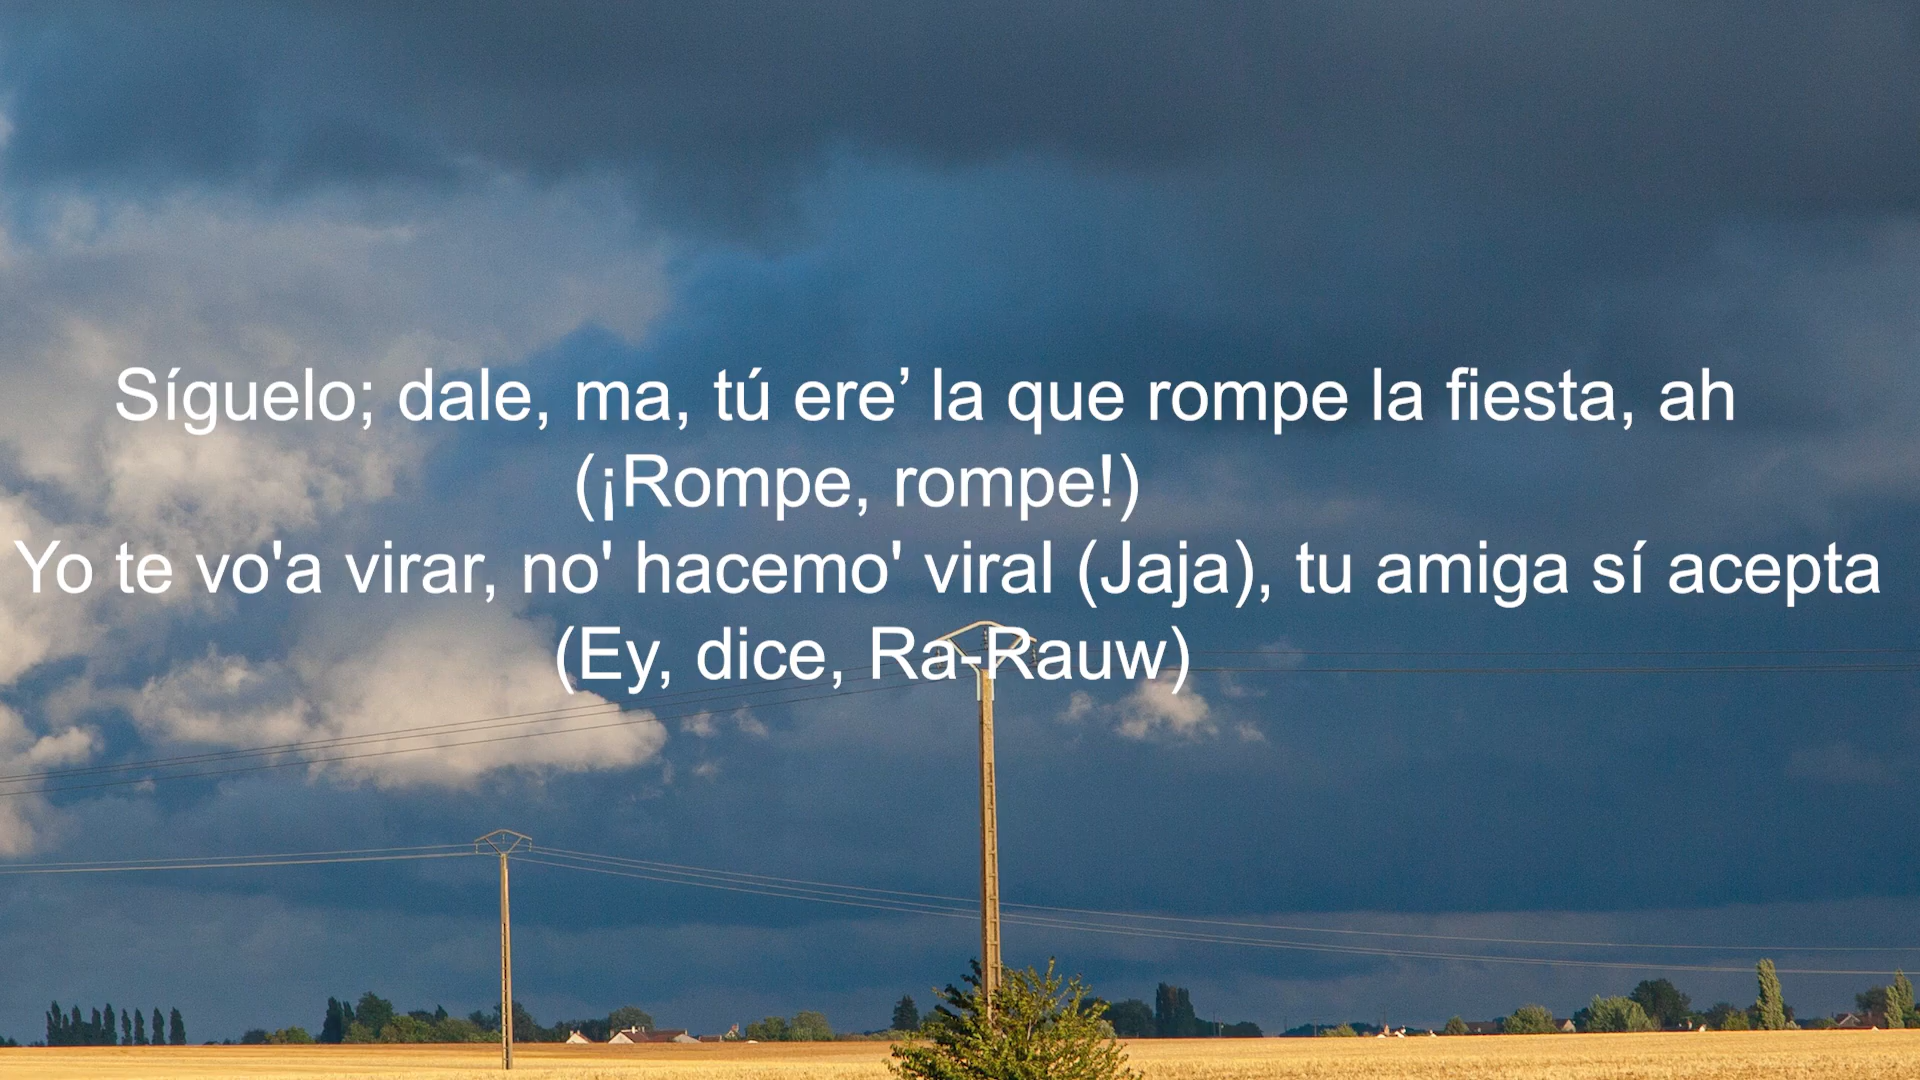 Síguelo; dale, ma, tú ere’ la que rompe la fiesta, ah
(¡Rompe, rompe!)
Yo te vo'a virar, no' hacemo' viral (Jaja), tu amiga sí acepta
(Ey, dice, Ra-Rauw)